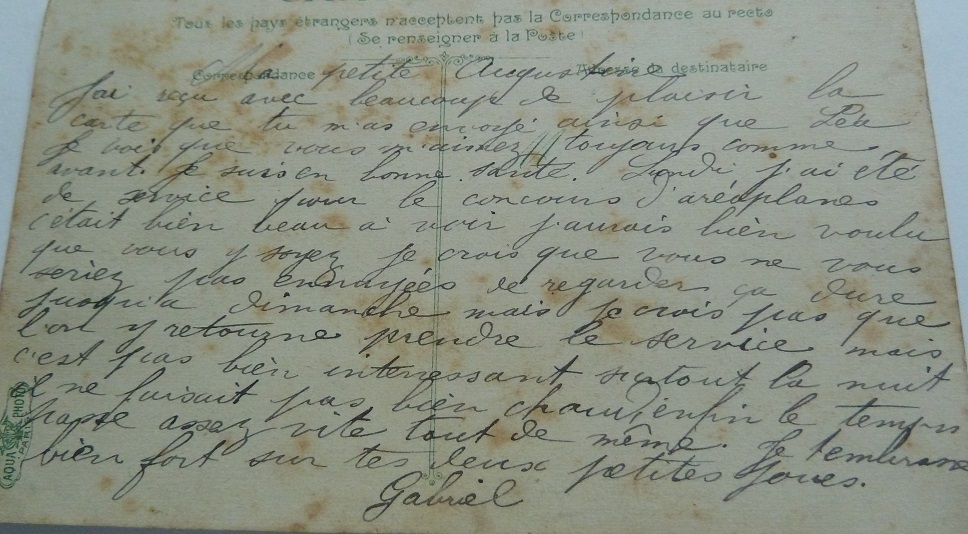 Tous les pays étrangers n'acceptent pas la Correspondance au recto
(Se renseigner à la Poste)
Correspondance Adresse du destinataire
Ma petite Augustine
J'ai reçu avec beaucoup de plaisir la
carte que tu m'as envoyé ainsi que Léa
Je vois que vous m'aimez toujours comme
avant. Je suis en bonne santé. Lundi j'ai été
de service pour le concours d'aréoplanes
c'était bien beau à voir j'aurais bien voulu
que vous y soyez je crois que vous ne vous
seriez pas ennuyées de regarder ça dure
jusqu'à dimanche mais je crois pas que
l'on y retourne prendre le service mais
c'est pas bien interessant surtout la nuit
il ne faisait pas bien chaud enfin le temps
passe assez vite tout de même. Je t'embrasse
bien fort sur tes deux petites joues.
Gabriel
AQUA PHOTO
PARIS